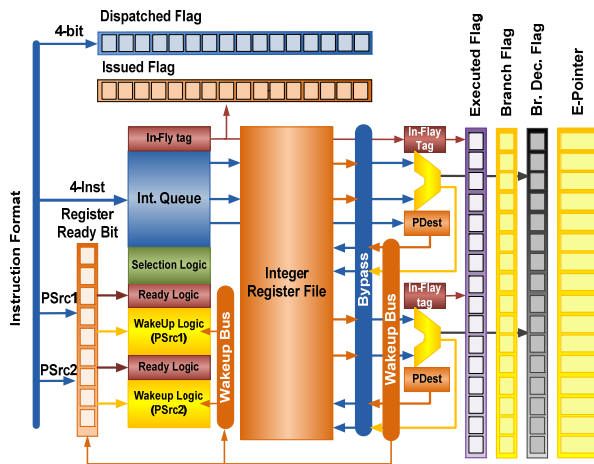 Dispatched Flag
4-bit
Issued Flag
Instruction Format
4-Inst
Register
Ready Bit
PSrc1
PSrc2
In-Fly tag
Int. Queue
Selection Logic
Ready Logic
WakeUp Logic
(PSrc1)
Ready Logic
Wakeup Logic
(PSrc2)
Wakeup Bus
Integer
Register File
Bypass
Wakeup Bus
In-Flay
Tag
PDest
In-Flay
tag
PDest
Executed Flag
Branch Flag
Br. Dec. Flag
E-Pointer